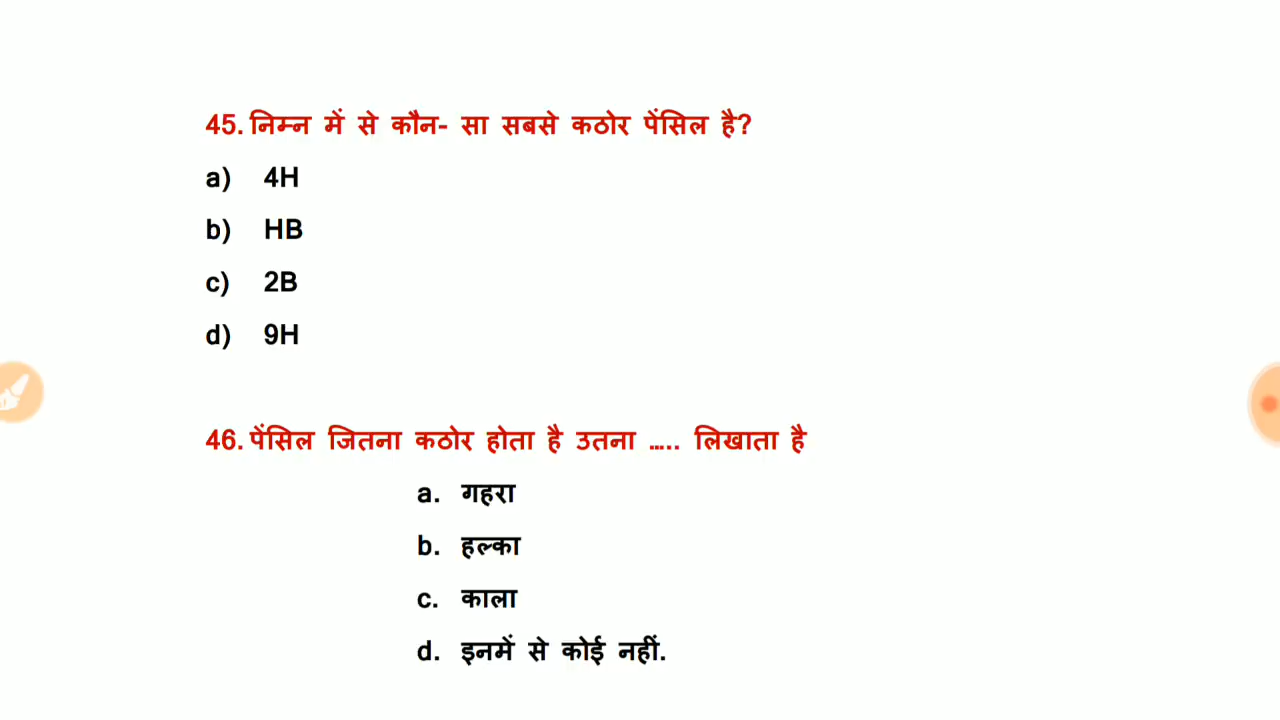 45. निम्न में से कौन- सा सबसे कठोर पेंसिल है?
a) 4H
b) HB
c) 2B
d) 9H
46. पेंसिल जितना कठोर होता है उतना ..... लिखाता है
a. गहरा
b. हल्का
c. काला
d. इनमें से कोई नहीं.